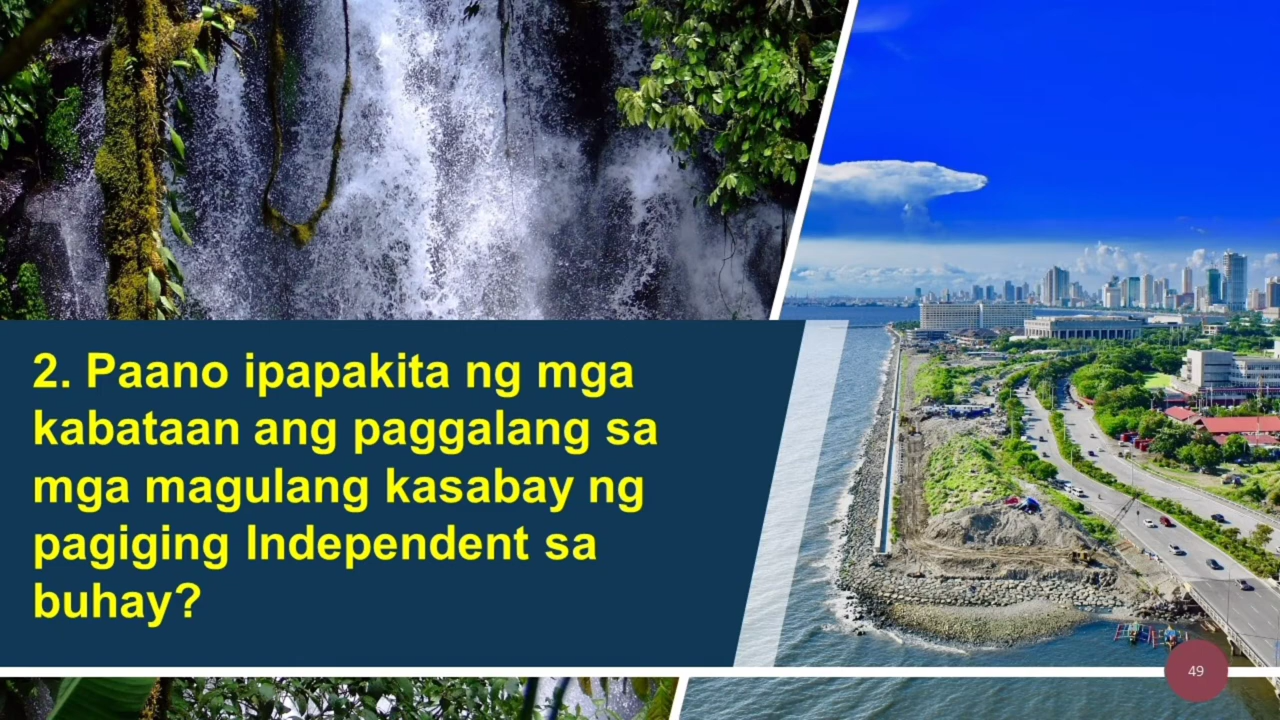 2. Paano ipapakita ng mga
kabataan ang paggalang sa
mga magulang kasabay ng
pagiging Independent sa
buhay?
49